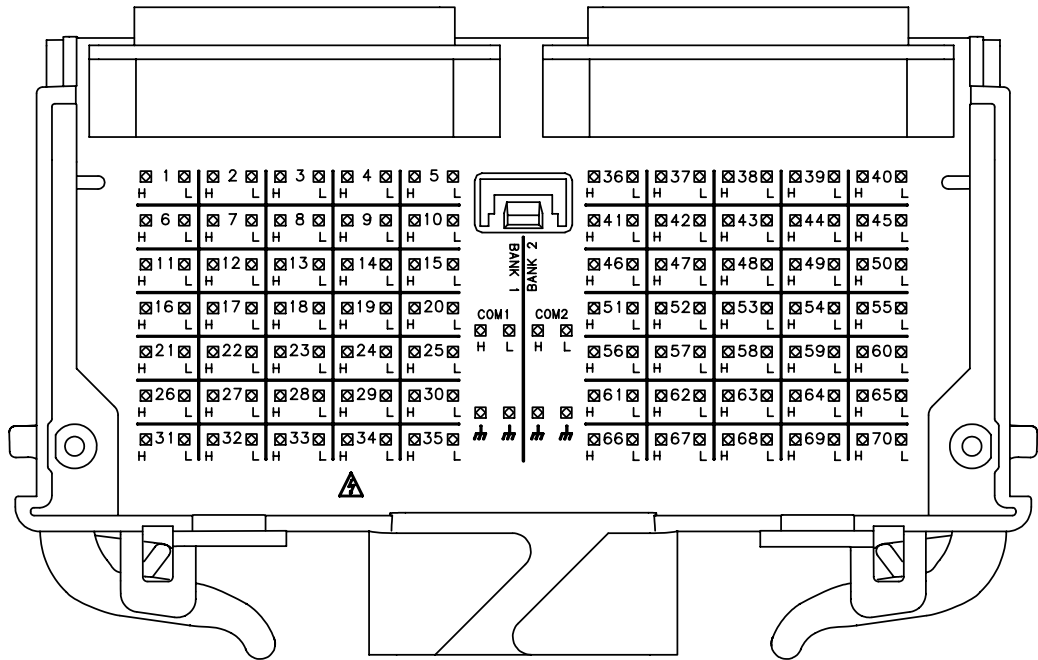 1 2 3 4 5 36 37 38 39 40
H L H L H L H L H L H L H L H L H L H L
6 7 8 9 10 41 42 43 44 45
H L H L H L H L H L H L H L H L H L H L
BANK 1
BANK 2
11 12 13 14 15 46 47 48 49 50
H L H L H L H L H L H L H L H L H L H L
16 17 18 19 20 COM1 COM2 51 52 53 54 55
H L H L H L H L H L H L H L H L H L H L
21 22 23 24 25 H L H L 56 57 58 59 60
H L H L H L H L H L H L H L H L H L H L
26 27 28 29 30 61 62 63 64 65
H L H L H L H L H L H L H L H L H L H L
31 32 33 34 35 66 67 68 69 70
H L H L H L H L H L H L H L H L H L H L